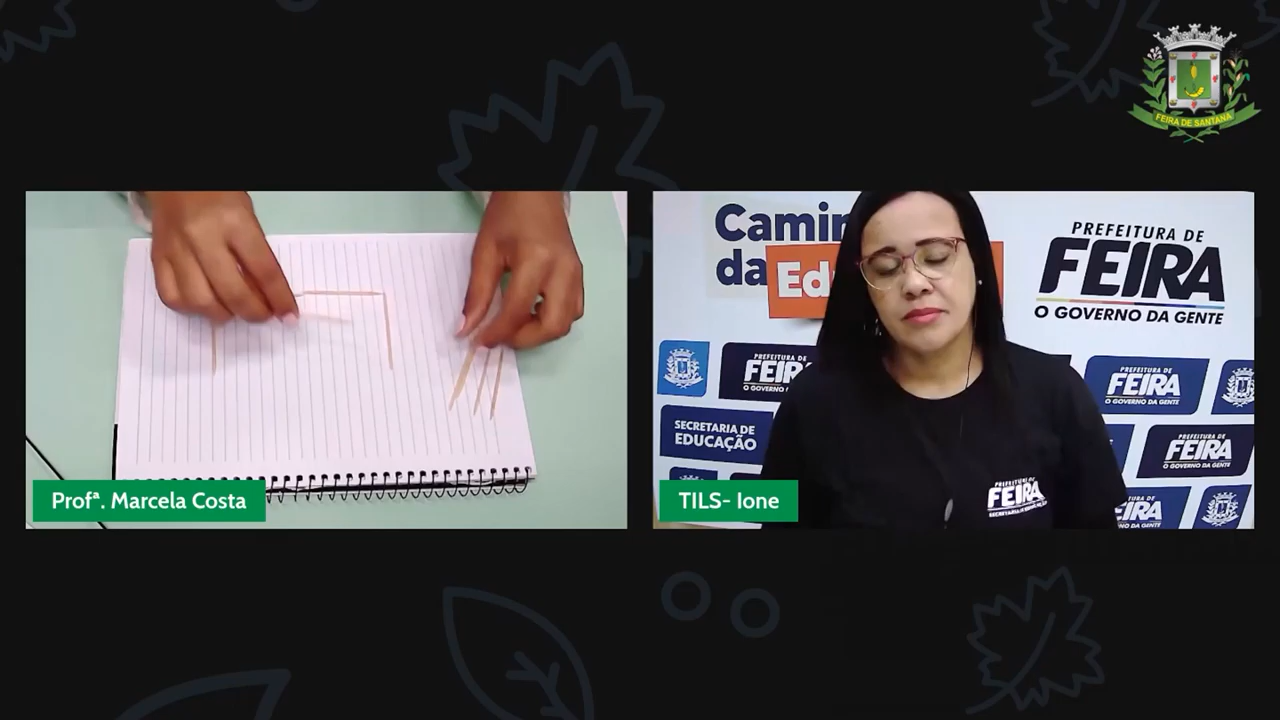 FEIRA DE SANTANA
Profª. Marcela Costa
Camin
da Ed
PREFEITURA DE
FEIRA
O GOVERNO DA GENTE
PREFEITURA DE
FEIRA
O GOVERNO DA GENTE
PREFEITURA DE
FEIRA
O GOVERNO DA GENTE
SECRETARIA DE
EDUCAÇÃO
PREFEITURA DE
FEIRA
O GOVERNO DA GENTE
PREFEITURA DE
FEIRA
EIRA
TILS- Ione